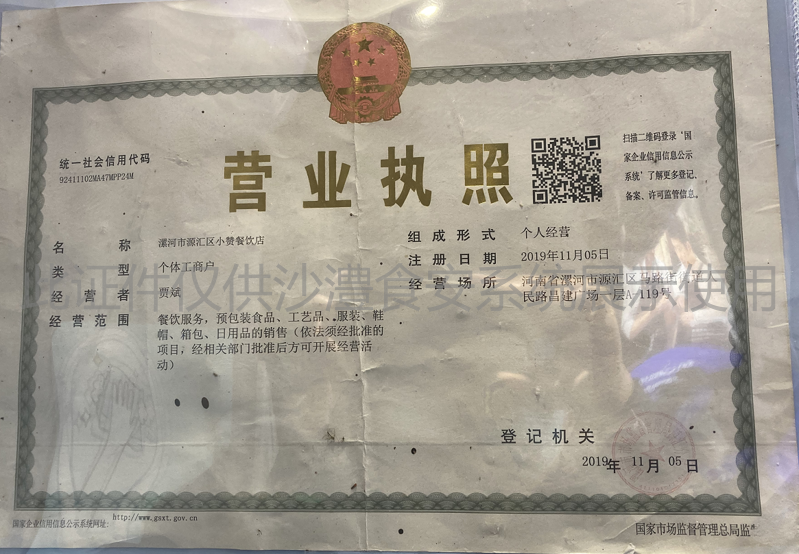 营业执照
统一社会信用代码
92411102MA47MPP24M
扫描二维码登录‘国
家企业信用信息公示
系统’了解更多登记、
备案、许可监管信息。
名称 漯河市源汇区小赞餐饮店
类型 个体工商户
经营者 贾斌
经营范围 餐饮服务，预包装食品、工艺品、服装、鞋
帽、箱包、日用品的销售（依法须经批准的
项目，经相关部门批准后方可开展经营活
动）
组成形式 个人经营
注册日期 2019年11月05日
经营场所 河南省漯河市源汇区马路街街道
民路昌建广场一层A-119号
证件仅供沙澧食安系统展示使用
登记机关
2019年 11月 05日
国家企业信用信息公示系统网址：
http://www.gsxt.gov.cn
国家市场监督管理总局监